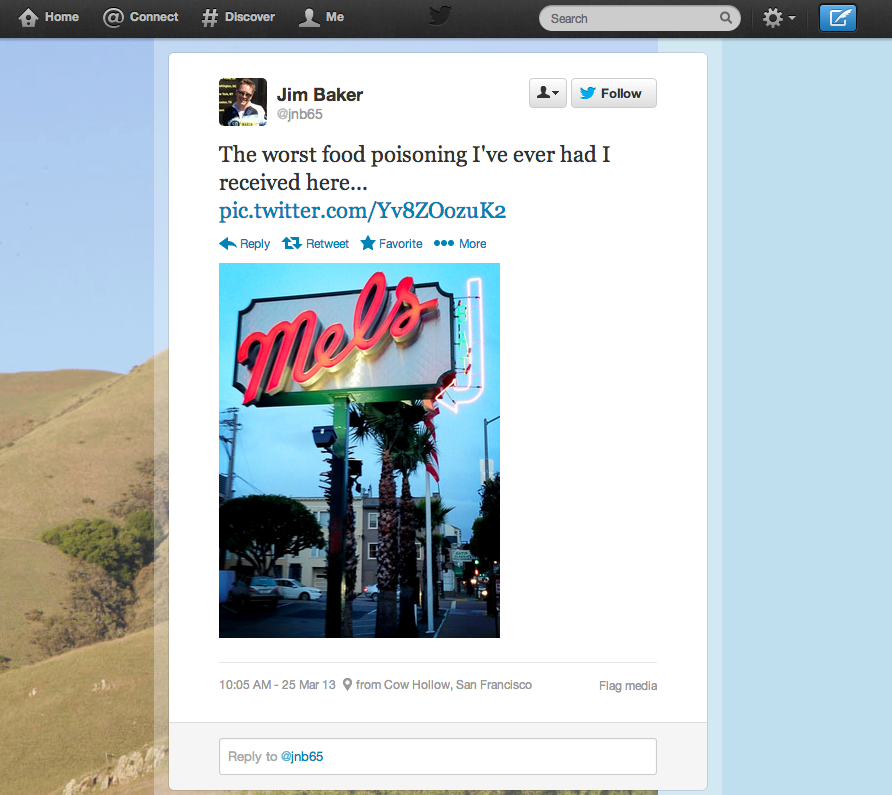 Home Connect Discover Me Search
Jim Baker
@jnb65
Follow
The worst food poisoning I've ever had I
received here...
pic.twitter.com/Yv8ZOozuK2
Reply Retweet Favorite More
Mels
10:05 AM - 25 Mar 13 from Cow Hollow, San Francisco Flag media
Reply to @jnb65